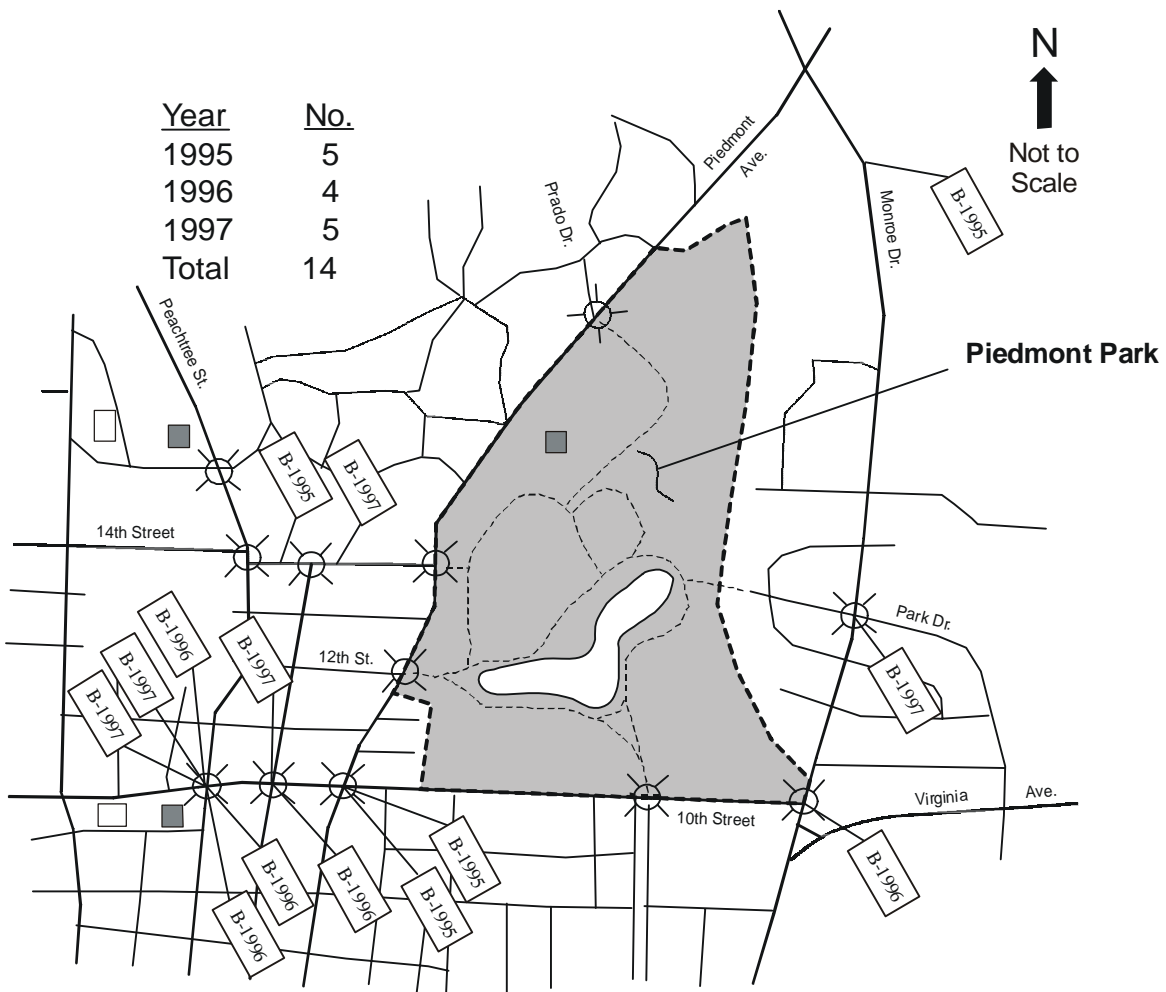 N
Not to
Scale
Year No.
1995 5
1996 4
1997 5
Total 14
Piedmont
Ave.
Prado Dr.
Monroe Dr.
B-1995
Peachtree St.
Piedmont Park
B-1995
B-1997
14th Street
B-1996
B-1997
B-1997
B-1997
12th St.
Park Dr.
B-1997
10th Street
Virginia Ave.
B-1996
B-1995
B-1995
B-1996
B-1996
B-1996